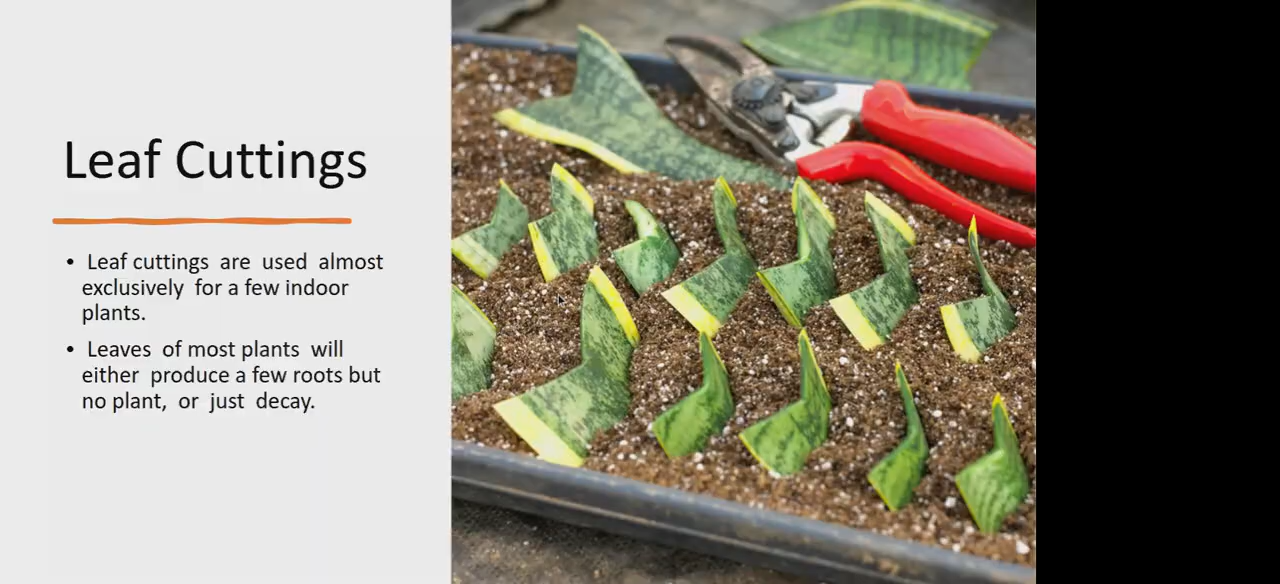 Leaf Cuttings
• Leaf cuttings are used almost
exclusively for a few indoor
plants.
• Leaves of most plants will
either produce a few roots but
no plant, or just decay.